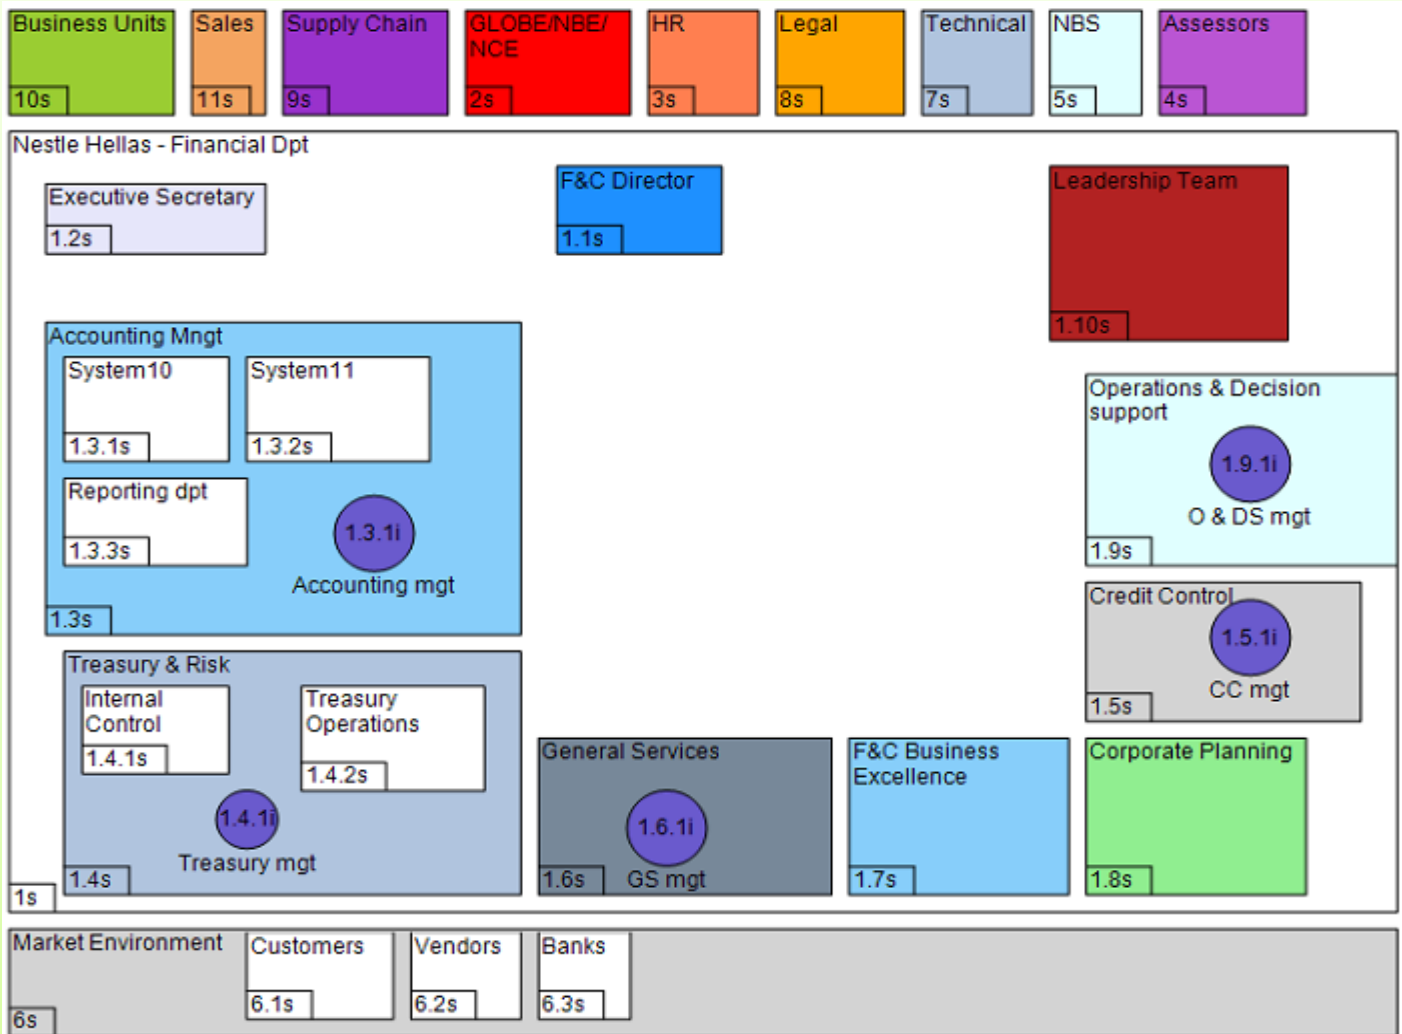 Business Units
10s
Sales
11s
Supply Chain
9s
GLOBE/NBE/
NCE
2s
HR
3s
Legal
8s
Technical
7s
NBS
5s
Assessors
4s
Nestle Hellas - Financial Dpt
Executive Secretary
1.2s
F&C Director
1.1s
Leadership Team
1.10s
Accounting Mngt
System10
1.3.1s
System11
1.3.2s
Reporting dpt
1.3.3s
1.3.1i
Accounting mgt
1.3s
Operations & Decision
support
1.9.1i
O & DS mgt
1.9s
Credit Control
1.5.1i
CC mgt
1.5s
Treasury & Risk
Internal
Control
1.4.1s
Treasury
Operations
1.4.2s
1.4.1i
Treasury mgt
1.4s
General Services
1.6.1i
1.6s
GS mgt
F&C Business
Excellence
1.7s
Corporate Planning
1.8s
1s
Market Environment
Customers
6.1s
Vendors
6.2s
Banks
6.3s
6s